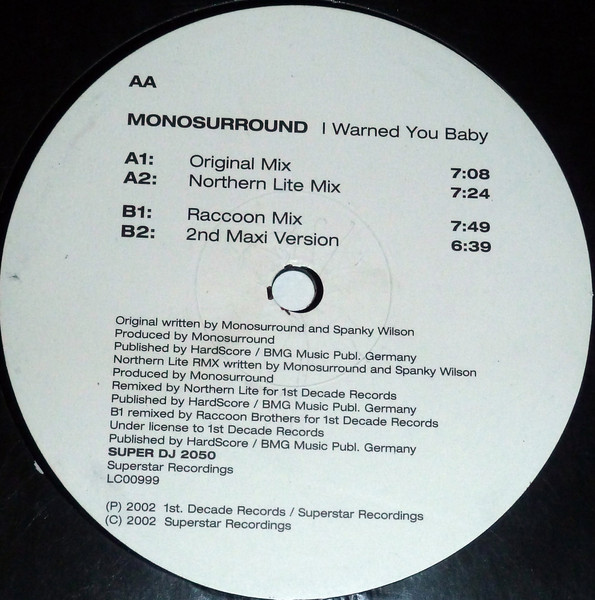 AA
MONOSURROUND I Warned You Baby
A1: Original Mix 7:08
A2: Northern Lite Mix 7:24
B1: Raccoon Mix 7:49
B2: 2nd Maxi Version 6:39
Original written by Monosurround and Spanky Wilson
Produced by Monosurround
Published by HardScore / BMG Music Publ. Germany
Northern Lite RMX written by Monosurround and Spanky Wilson
Produced by Monosurround
Remixed by Northern Lite for 1st Decade Records
Published by HardScore / BMG Music Publ. Germany
B1 remixed by Raccoon Brothers for 1st Decade Records
Under license to 1st Decade Records
Published by HardScore / BMG Music Publ. Germany
SUPER DJ 2050
Superstar Recordings
LC00999
(P) 2002 1st. Decade Records / Superstar Recordings
(C) 2002 Superstar Recordings